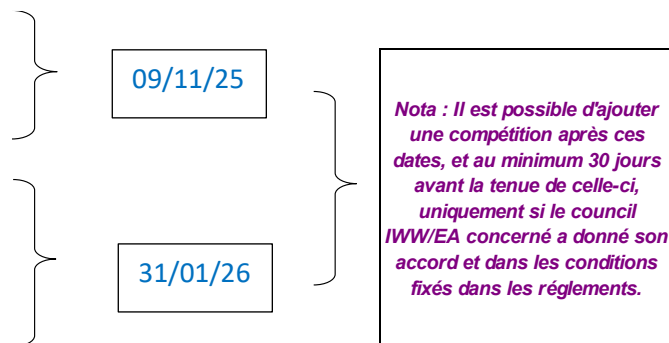 09/11/25
31/01/26
Nota : Il est possible d'ajouter
une compétition après ces
dates, et au minimum 30 jours
avant la tenue de celle-ci,
uniquement si le council
IWW/EA concerné a donné son
accord et dans les conditions
fixés dans les réglements.